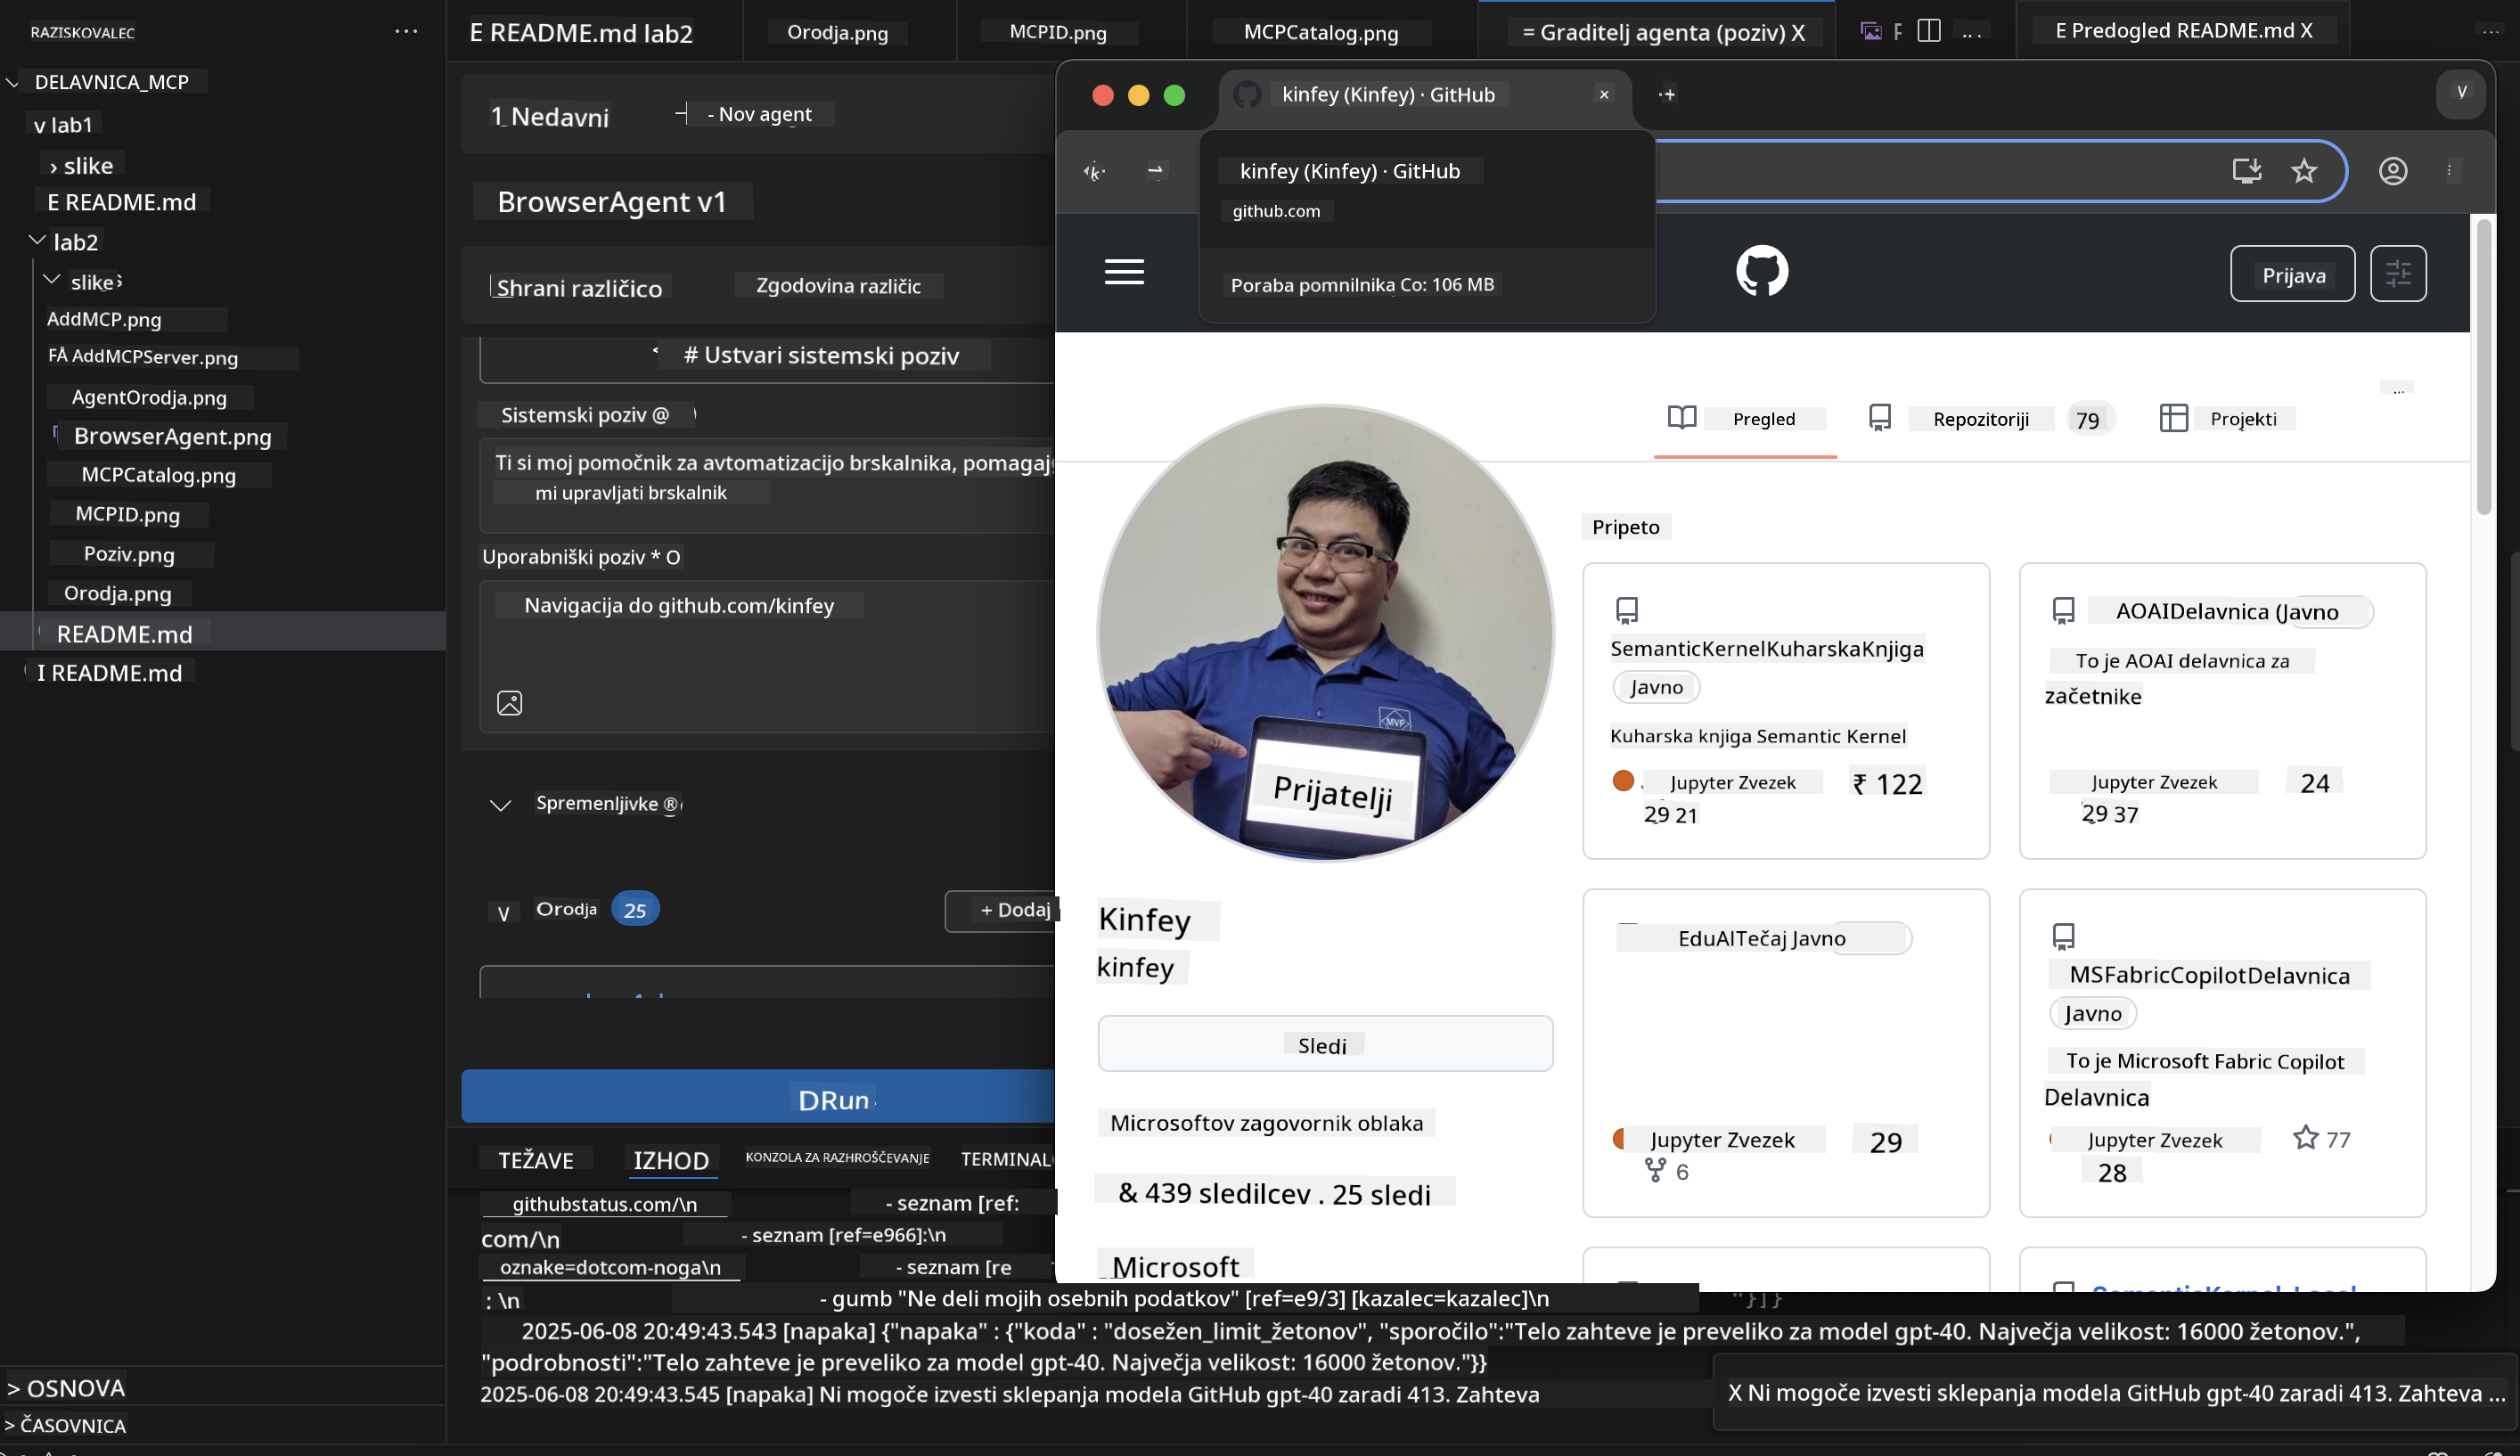 RAZISKOVALEC
DELAVNICA_MCP
v lab1
› slike
E README.md
lab2
slike
AddMCP.png
FÅ AddMCPServer.png
AgentOrodja.png
BrowserAgent.png
MCPCatalog.png
MCPID.png
Poziv.png
Orodja.png
README.md
I README.md
> OSNOVA
> ČASOVNICA
E README.md lab2
Orodja.png
MCPID.png
MCPCatalog.png
= Graditelj agenta (poziv) X
E Predogled README.md X
1 Nedavni
- Nov agent
BrowserAgent v1
Shrani različico
Zgodovina različic
# Ustvari sistemski poziv
Sistemski poziv @
Ti si moj pomočnik za avtomatizacijo brskalnika,
mi upravljati brskalnik
Uporabniški poziv * O
Navigacija do github.com/kinfey
Spremenljivke ®
v Orodja 25
+ Dodaj
DRun
TEŽAVE IZHOD KONZOLA ZA RAZHROŠČEVANJE
githubstatus.com/\n - seznam [ref:
com/\n - seznam [ref=e966]:\n
oznake=dotcom-noga\n - seznam [re
: \n - gumb "Ne deli mojih osebnih podatkov" [ref=e9/3] [kazalec=kazalec]\n "}]}
2025-06-08 20:49:43.543 [napaka] {"napaka" : {"koda" : "dosežen_limit_žetonov", "sporočilo":"Telo zahteve je preveliko za model gpt-40. Največja velikost: 16000 žetonov.",
"podrobnosti":"Telo zahteve je preveliko za model gpt-40. Največja velikost: 16000 žetonov."}}
2025-06-08 20:49:43.545 [napaka] Ni mogoče izvesti sklepanja modela GitHub gpt-40 zaradi 413. Zahteva
X Ni mogoče izvesti sklepanja modela GitHub gpt-40 zaradi 413. Zahteva ...
kinfey (Kinfey) · GitHub
kinfey (Kinfey) · GitHub
github.com
Poraba pomnilnika Co: 106 MB
Prijava
Pregled
Repozitoriji 79
Projekti
Prijatelji
MVP
Kinfey
kinfey
Sledi
Microsoftov zagovornik oblaka
& 439 sledilcev . 25 sledi
Microsoft
Pripeto
SemanticKernelKuharskaKnjiga
Javno
Kuharska knjiga Semantic Kernel
Jupyter Zvezek ₹ 122
29 21
AOAIDelavnica (Javno
To je AOAI delavnica za
začetnike
Jupyter Zvezek 24
29 37
EduAITečaj Javno
Jupyter Zvezek 29
6
MSFabricCopilotDelavnica
Javno
To je Microsoft Fabric Copilot
Delavnica
Jupyter Zvezek 77
28